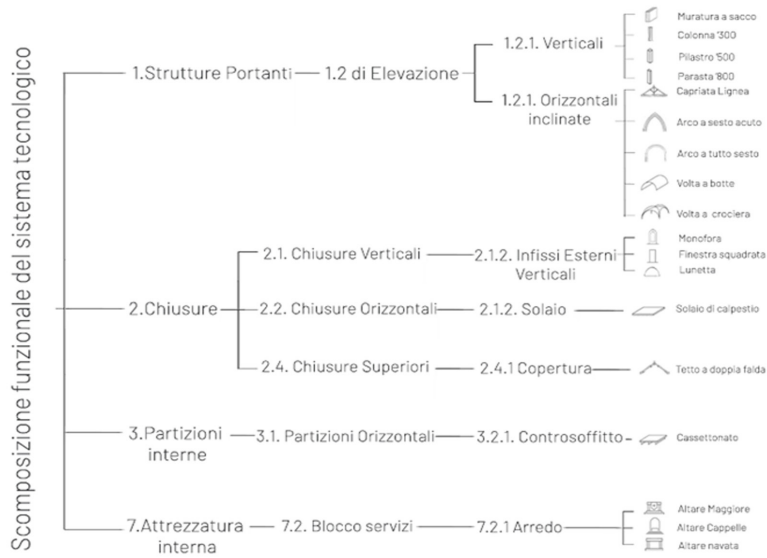 Scomposizione funzionale del sistema tecnologico
1.Strutture Portanti
1.2 di Elevazione
1.2.1. Verticali
Muratura a sacco
Colonna '300
Pilastro '500
Parasta '800
1.2.1. Orizzontali
inclinate
Capriata Lignea
Arco a sesto acuto
Arco a tutto sesto
Volta a botte
Volta a crociera
2.Chiusure
2.1. Chiusure Verticali
2.1.2. Infissi Esterni
Verticali
Monofora
Finestra squadrata
Lunetta
2.2. Chiusure Orizzontali
2.1.2. Solaio
Solaio di calpestio
2.4. Chiusure Superiori
2.4.1 Copertura
Tetto a doppia falda
3.Partizioni
interne
3.1. Partizioni Orizzontali
3.2.1. Controsoffitto
Cassettonato
7.Attrezzatura
interna
7.2. Blocco servizi
7.2.1 Arredo
Altare Maggiore
Altare Cappelle
Altare navata